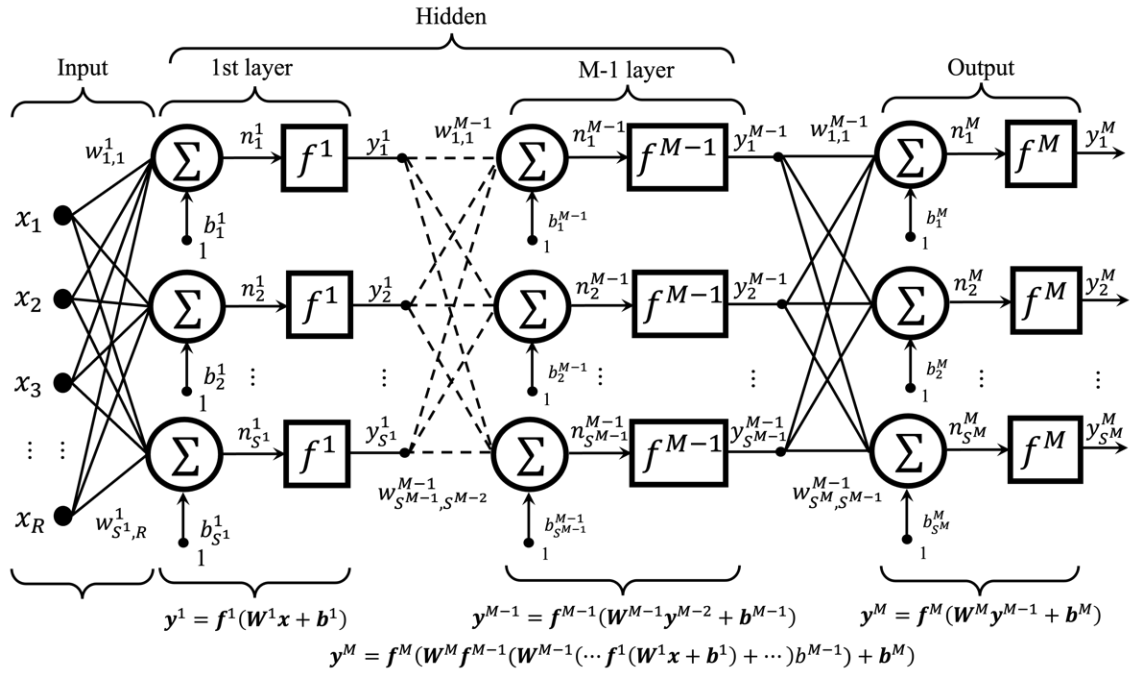 Hidden
Input 1st layer M-1 layer Output
w^1_{1,1} n^1_1 f^1 y^1_1 w^{M-1}_{1,1} n^{M-1}_1 f^{M-1} y^{M-1}_1 w^{M-1}_{1,1} n^M_1 f^M y^M_1
Σ Σ Σ
x_1 b^1_1 b^{M-1}_1 b^M_1
1 1 1
x_2 Σ n^1_2 f^1 y^1_2 Σ n^{M-1}_2 f^{M-1} y^{M-1}_2 Σ n^M_2 f^M y^M_2
x_3 b^1_2 ⋮ ⋮ b^{M-1}_2 ⋮ ⋮ b^M_2 ⋮ ⋮
1 1 1
⋮ ⋮ Σ n^1_{S^1} f^1 y^1_{S^1} Σ n^{M-1}_{S^{M-1}} f^{M-1} y^{M-1}_{S^{M-1}} Σ n^M_{S^M} f^M y^M_{S^M}
w^{M-1}_{S^{M-1},S^{M-2}} w^{M-1}_{S^M,S^{M-1}}
x_R w^1_{S^1,R} b^1_{S^1} b^{M-1}_{S^{M-1}} b^M_{S^M}
1 1 1
y^1 = f^1(W^1x + b^1) y^{M-1} = f^{M-1}(W^{M-1}y^{M-2} + b^{M-1}) y^M = f^M(W^My^{M-1} + b^M)
y^M = f^M(W^Mf^{M-1}(W^{M-1}(⋯ f^1(W^1x + b^1) + ⋯)b^{M-1}) + b^M)